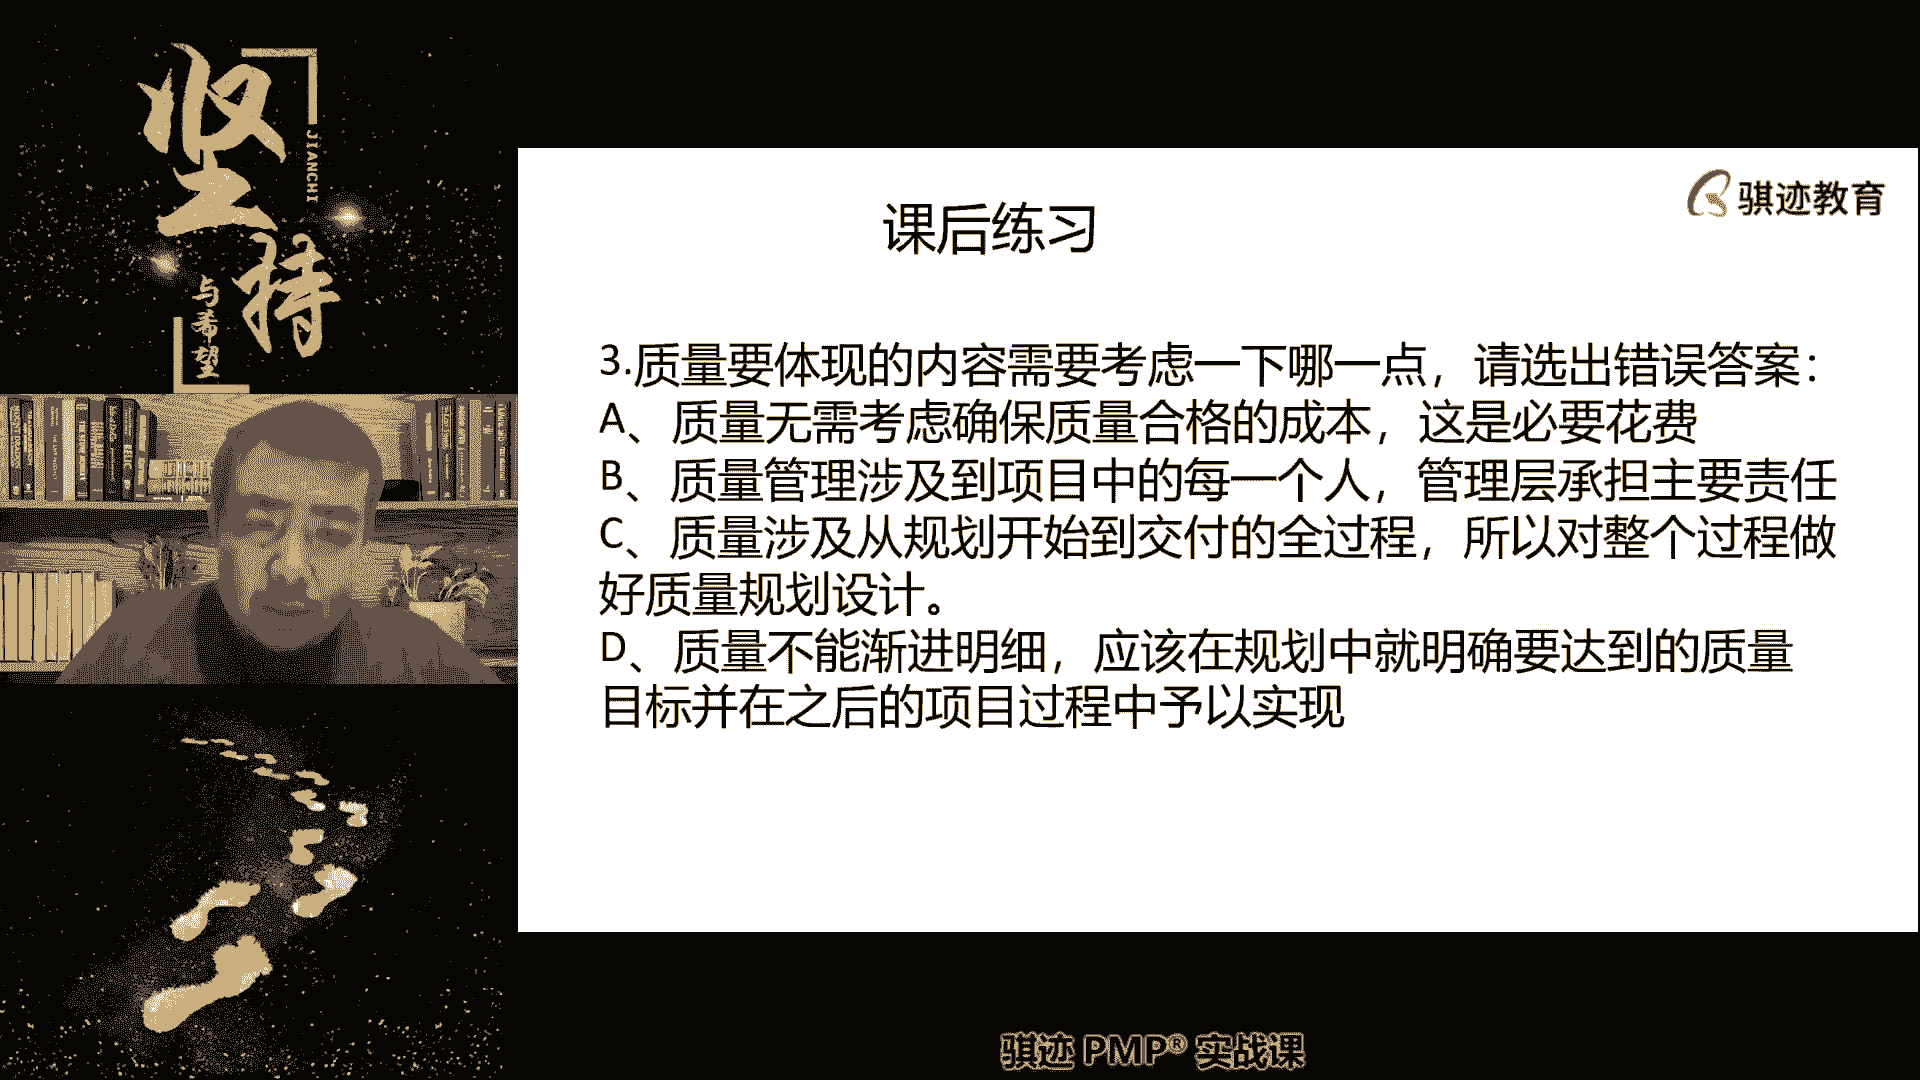 坚持
JIANCHI
与希望
骐迹教育
课后练习
3.质量要体现的内容需要考虑一下哪一点，请选出错误答案：
A、质量无需考虑确保质量合格的成本，这是必要花费
B、质量管理涉及到项目中的每一个人，管理层承担主要责任
C、质量涉及从规划开始到交付的全过程，所以对整个过程做
好质量规划设计。
D、质量不能渐进明细，应该在规划中就明确要达到的质量
目标并在之后的项目过程中予以实现
骐迹 PMP® 实战课